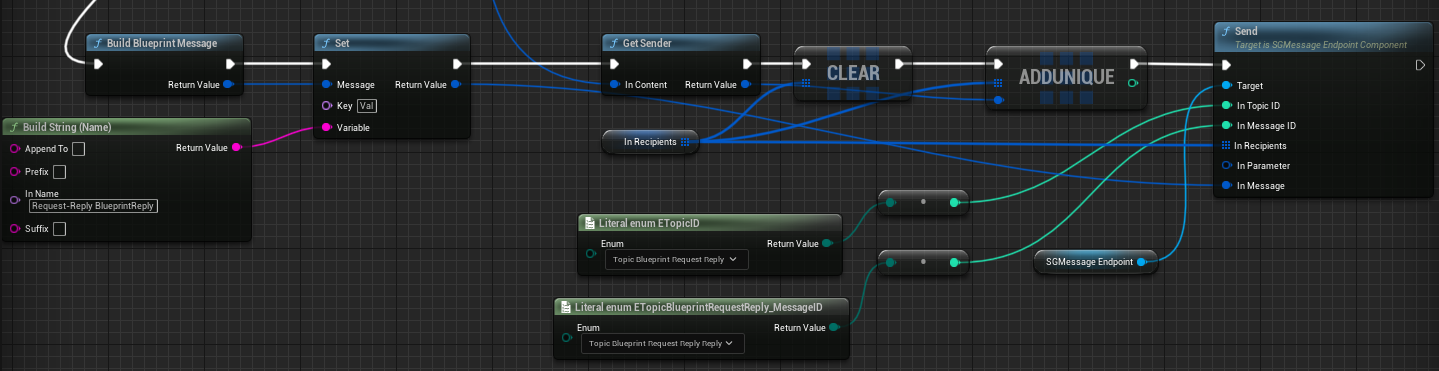 Build Blueprint Message
Return Value
Set
Message
Return Value
Key
Val
Variable
Build String (Name)
Append To
Return Value
Prefix
In Name
Request-Reply BlueprintReply
Suffix
Get Sender
In Content
Return Value
In Recipients
CLEAR
ADDUNIQUE
Send
Target is SGMessage Endpoint Component
Target
In Topic ID
In Message ID
In Recipients
In Parameter
In Message
Literal enum ETopicID
Enum
Return Value
Topic Blueprint Request Reply
SGMessage Endpoint
Literal enum ETopicBlueprintRequestReply_MessageID
Enum
Return Value
Topic Blueprint Request Reply Reply